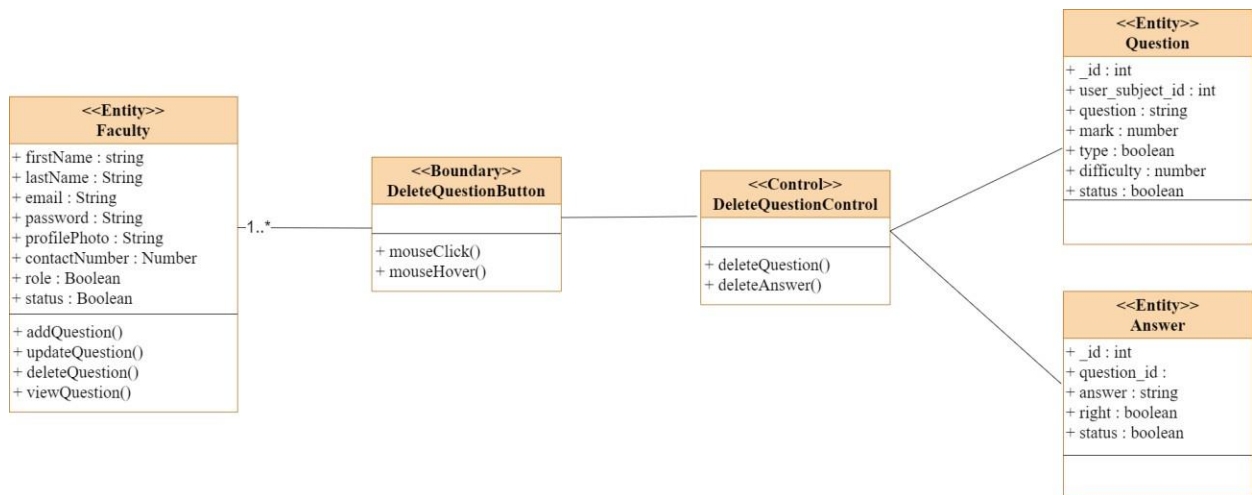 <<Entity>>
Faculty
+ firstName : string
+ lastName : String
+ email : String
+ password : String
+ profilePhoto : String
+ contactNumber : Number
+ role : Boolean
+ status : Boolean
+ addQuestion()
+ updateQuestion()
+ deleteQuestion()
+ viewQuestion()
1..*
<<Boundary>>
DeleteQuestionButton
+ mouseClick()
+ mouseHover()
<<Control>>
DeleteQuestionControl
+ deleteQuestion()
+ deleteAnswer()
<<Entity>>
Question
+ _id : int
+ user_subject_id : int
+ question : string
+ mark : number
+ type : boolean
+ difficulty : number
+ status : boolean
<<Entity>>
Answer
+ _id : int
+ question_id :
+ answer : string
+ right : boolean
+ status : boolean